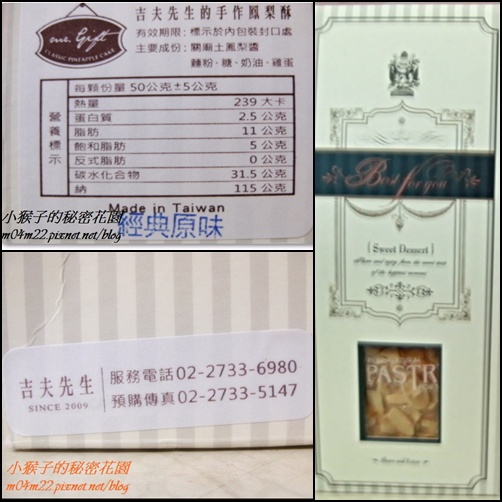 吉夫先生的手作鳳梨酥
mr. Gift
CLASSIC PINEAPPLE CAKE
有效期限：標示於內包裝封口處
主要成份：關廟土鳳梨醬
麵粉、糖、奶油、雞蛋
營養標示
每顆份量 50公克±5公克
熱量 239 大卡
蛋白質 2.5 公克
脂肪 11 公克
飽和脂肪 5 公克
反式脂肪 0 公克
碳水化合物 31.5 公克
納 115 公克
Made in Taiwan
經典原味
小猴子的秘密花園
m04m22.pixnet.net/blog
吉夫先生
SINCE 2009
服務電話 02-2733-6980
預購傳真 02-2733-5147
小猴子的秘密花園
m04m22.pixnet.net/blog
Best for you
Sweet Dessert
PASTR